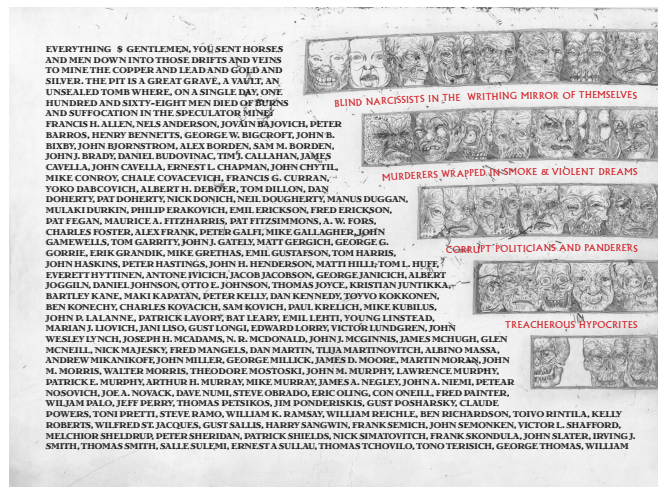 EVERYTHING $ GENTLEMEN, YOU SENT HORSES
AND MEN DOWN INTO THOSE DRIFTS AND VEINS
TO MINE THE COPPER AND LEAD AND GOLD AND
SILVER. THE PIT IS A GREAT GRAVE, A VAULT, AN
UNSEALED TOMB WHERE, ON A SINGLE DAY, ONE
HUNDRED AND SIXTY-EIGHT MEN DIED OF BURNS
AND SUFFOCATION IN THE SPECULATOR MINE:
FRANCIS H. ALLEN, NELS ANDERSON, JOVAIN BAJOVICH, PETER
BARROS, HENRY BENNETTS, GEORGE W. BIGCROFT, JOHN B.
BIXBY, JOHN BJORNSTROM, ALEX BORDEN, SAM M. BORDEN,
JOHN J. BRADY, DANIEL BUDOVINAC, TIM J. CALLAHAN, JAMES
CAVELLA, JOHN CAVELLA, ERNEST L. CHAPMAN, JOHN CHYTIL,
MIKE CONROY, CHALE COVACEVICH, FRANCIS G. CURRAN,
YOKO DABCOVICH, ALBERT H. DEBOER, TOM DILLON, DAN
DOHERTY, PAT DOHERTY, NICK DONICH, NEIL DOUGHERTY, MANUS DUGGAN,
MULAKI DURKIN, PHILIP ERAKOVICH, EMIL ERICKSON, FRED ERICKSON,
PAT FEGAN, MAURICE A. FITZHARRIS, PAT FITZSIMMONS, A. W. FORS,
CHARLES FOSTER, ALEX FRANK, PETER GALFI, MIKE GALLAGHER, JOHN
GAMEWELLS, TOM GARRITY, JOHN J. GATELY, MATT GERGICH, GEORGE G.
GORRIE, ERIK GRANDIK, MIKE GRETHAS, EMIL GUSTAFSON, TOM HARRIS,
JOHN HASKINS, PETER HASTINGS, JOHN H. HENDERSON, MATTI HILL, TOM L. HUFF,
EVERETT HYTTINEN, ANTONE IVICICH, JACOB JACOBSON, GEORGE JANICICH, ALBERT
JOGGILN, DANIEL JOHNSON, OTTO E. JOHNSON, THOMAS JOYCE, KRISTIAN JUNTIKKA,
BARTLEY KANE, MAKI KAPATAN, PETER KELLY, DAN KENNEDY, TOYVO KOKKONEN,
BEN KONECHY, CHARLES KOVACICH, SAM KOVICH, PAUL KRELICH, MIKE KUBILUS,
JOHN P. LALANNE, PATRICK LAVORY, BAT LEARY, EMIL LEHTI, YOUNG LINSTEAD,
MARIAN J. LIOVICH, JANI LISO, GUST LONGI, EDWARD LORRY, VICTOR LUNDGREN, JOHN
WESLEY LYNCH, JOSEPH H. MCADAMS, N. R. MCDONALD, JOHN J. MCGINNIS, JAMES MCHUGH, GLEN
MCNEILL, NICK MAJESKY, FRED MANGELS, DAN MARTIN, TLIJA MARTINOVITCH, ALBINO MASSA,
ANDREW MIKANIKOFF, JOHN MILLER, GEORGE MILLICK, JAMES D. MOORE, MARTIN MORAN, JOHN
M. MORRIS, WALTER MORRIS, THEODORE MOSTOSKI, JOHN M. MURPHY, LAWRENCE MURPHY,
PATRICK E. MURPHY, ARTHUR H. MURRAY, MIKE MURRAY, JAMES A. NEGLEY, JOHN A. NIEMI, PETEAR
NOSOVICH, JOE A. NOVACK, DAVE NUMI, STEVE OBRADO, ERIC OLING, CON ONEILL, FRED PAINTER,
WILJAM PALO, JEFF PERRY, THOMAS PETSIKOS, JIM PONDERISKIS, GUST POSHARSKY, CLAUDE
POWERS, TONI PRETTI, STEVE RAMO, WILLIAM K. RAMSAY, WILLIAM REICHLE, BEN RICHARDSON, TOIVO RINTILA, KELLY
ROBERTS, WILFRED ST. JACQUES, GUST SALLIS, HARRY SANGWIN, FRANK SEMICH, JOHN SEMONKEN, VICTOR L. SHAFFORD,
MELCHIOR SHELDRUP, PETER SHERIDAN, PATRICK SHIELDS, NICK SIMATOVITCH, FRANK SKONDULA, JOHN SLATER, IRVING J.
SMITH, THOMAS SMITH, SALLE SULEMI, ERNEST A SULLAU, THOMAS TCHOVILO, TONO TERISICH, GEORGE THOMAS, WILLIAM
BLIND NARCISSISTS IN THE WRITHING MIRROR OF THEMSELVES
MURDERERS WRAPPED IN SMOKE & VIOLENT DREAMS
CORRUPT POLITICIANS AND PANDERERS
TREACHEROUS HYPOCRITES